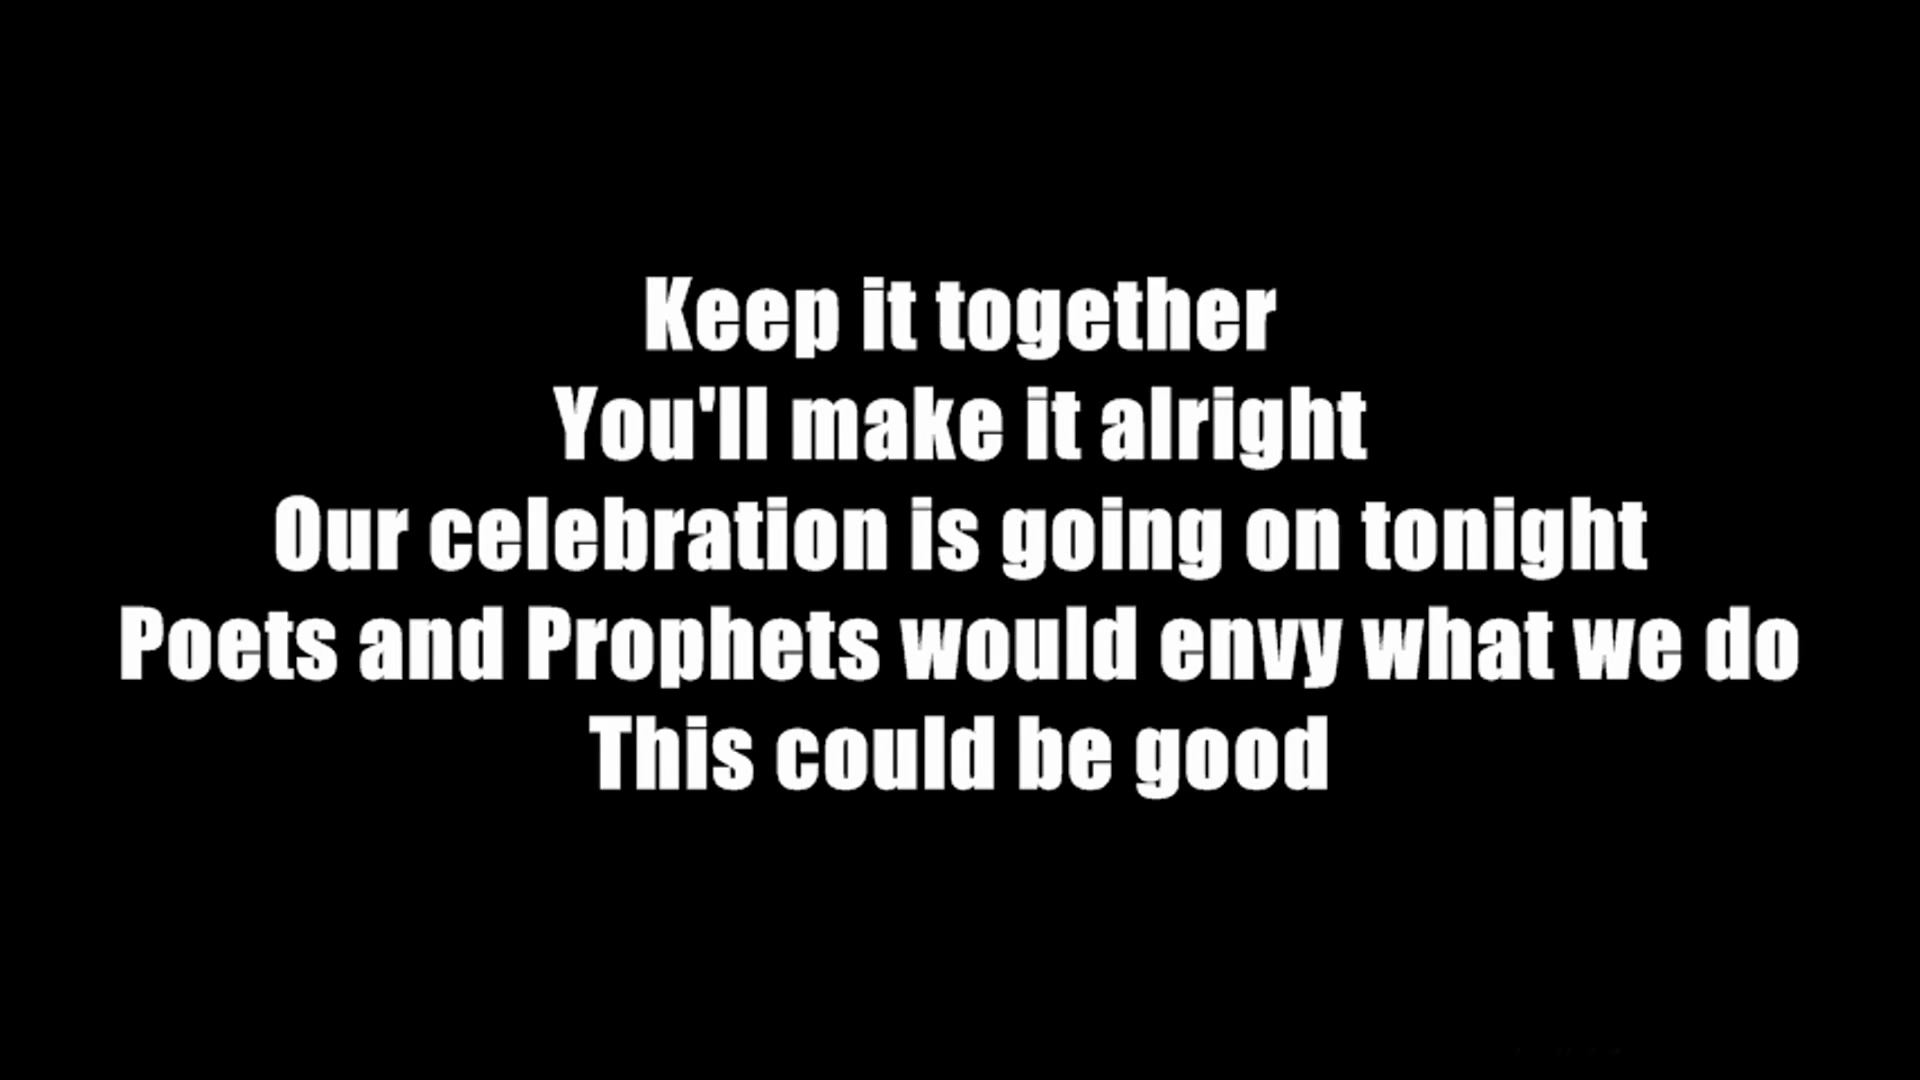 Keep it together
You'll make it alright
Our celebration is going on tonight
Poets and Prophets would envy what we do
This could be good